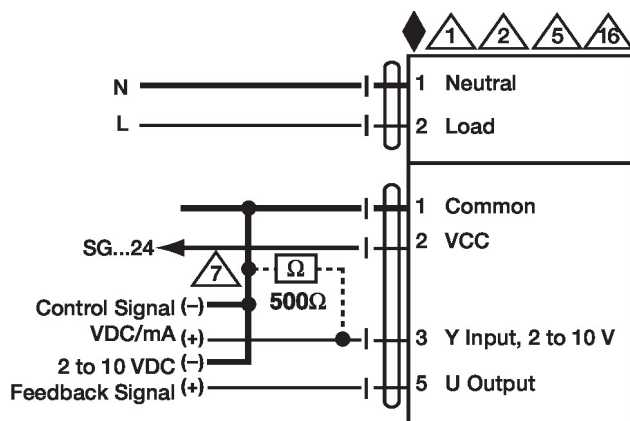 1 2 5 16
N 1 Neutral
L 2 Load
1 Common
SG...24 2 VCC
7 Ω
500Ω
Control Signal (–)
VDC/mA (+) 3 Y Input, 2 to 10 V
2 to 10 VDC (–)
Feedback Signal (+) 5 U Output